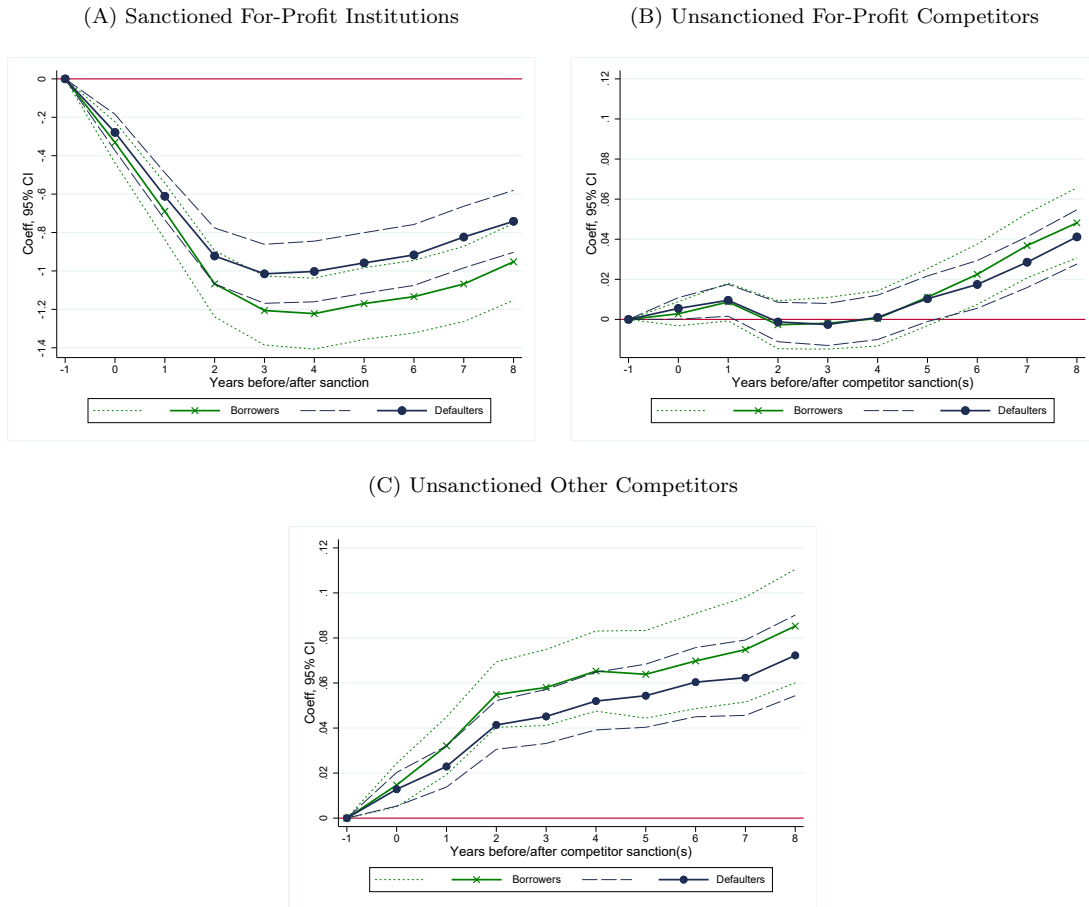 (A) Sanctioned For-Profit Institutions
Coeff, 95% CI
0
-.2
-.4
-.6
-.8
-1
-1.2
-1.4
-1 0 1 2 3 4 5 6 7 8
Years before/after sanction
Borrowers Defaulters
(B) Unsanctioned For-Profit Competitors
Coeff, 95% CI
.12
.1
.08
.06
.04
.02
0
-1 0 1 2 3 4 5 6 7 8
Years before/after competitor sanction(s)
Borrowers Defaulters
(C) Unsanctioned Other Competitors
Coeff, 95% CI
.12
.1
.08
.06
.04
.02
0
-1 0 1 2 3 4 5 6 7 8
Years before/after competitor sanction(s)
Borrowers Defaulters